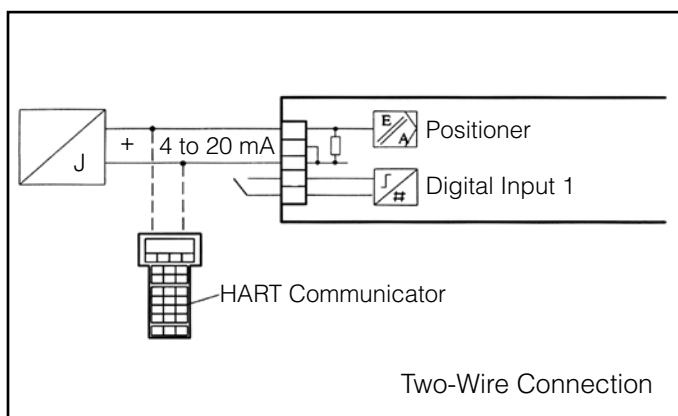 J
+ 4 to 20 mA
E
A
Positioner
#
Digital Input 1
HART Communicator
Two-Wire Connection